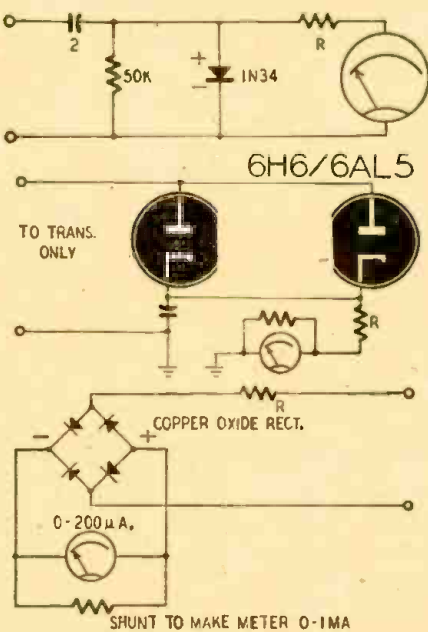 2
50K
+
-
1N34
R
6H6/6AL5
TO TRANS.
ONLY
R
R
COPPER OXIDE RECT.
-
+
0-200µA.
SHUNT TO MAKE METER 0-1MA